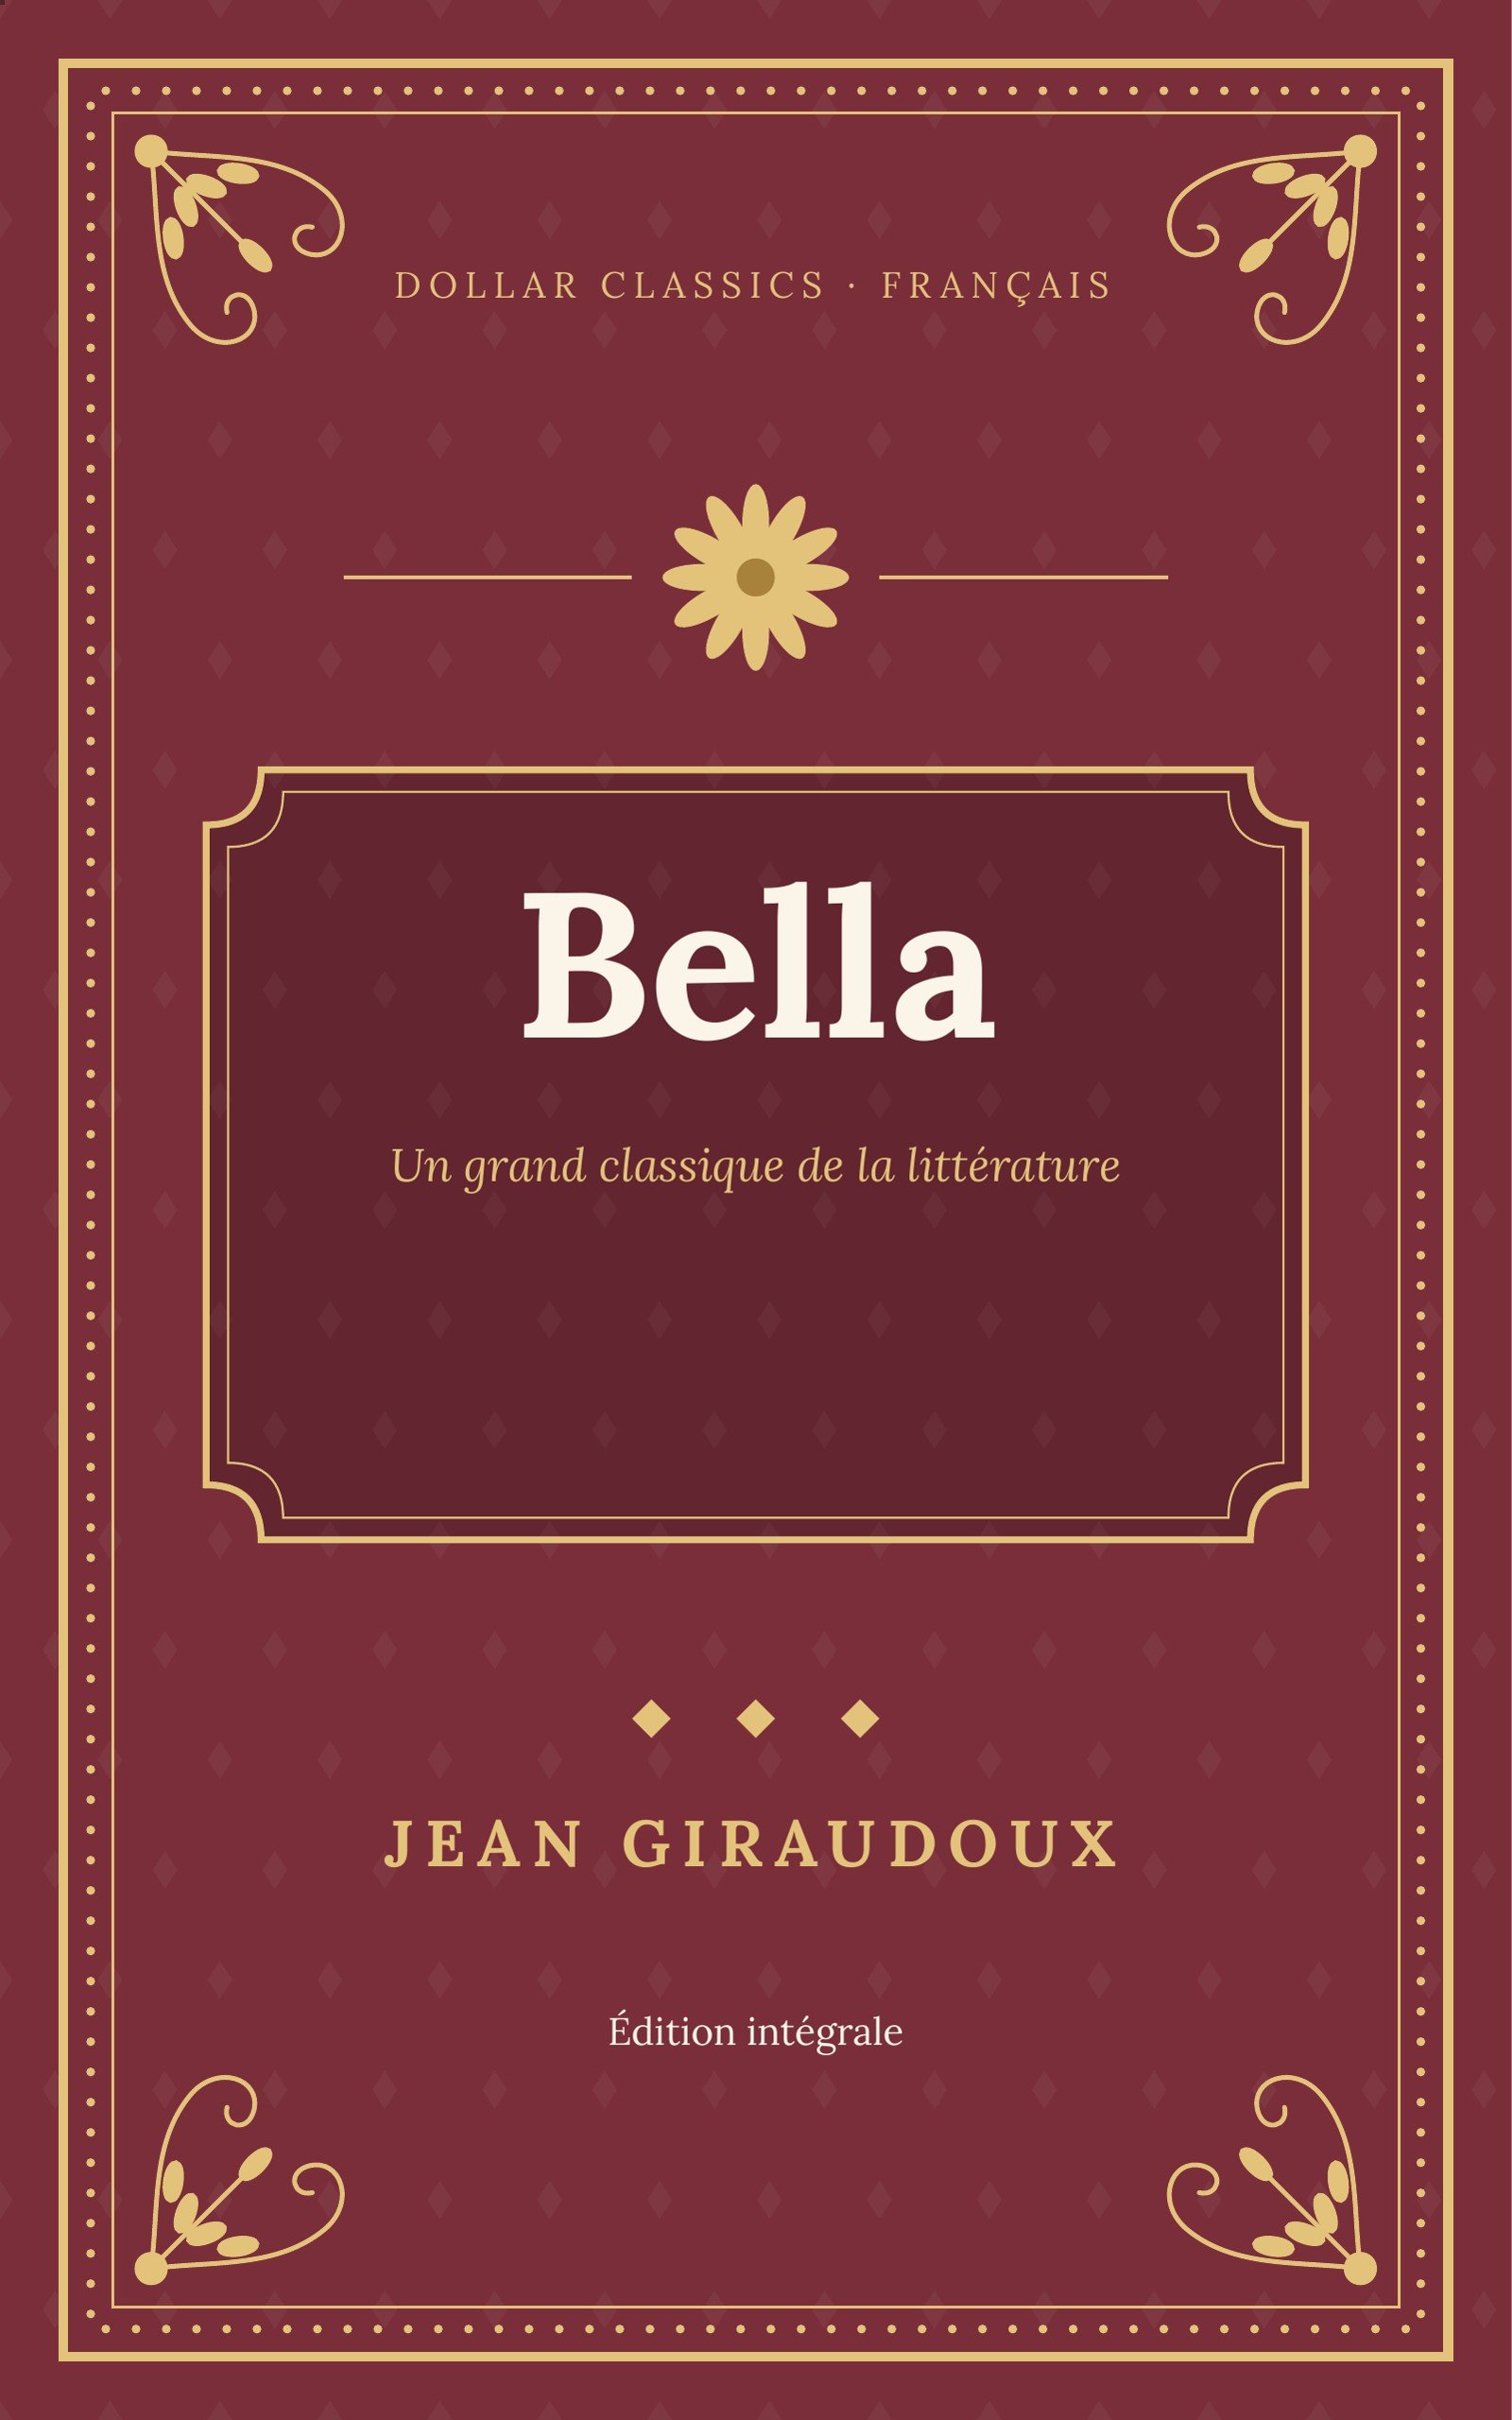 DOLLAR CLASSICS · FRANÇAIS
Bella
Un grand classique de la littérature
JEAN GIRAUDOUX
Édition intégrale